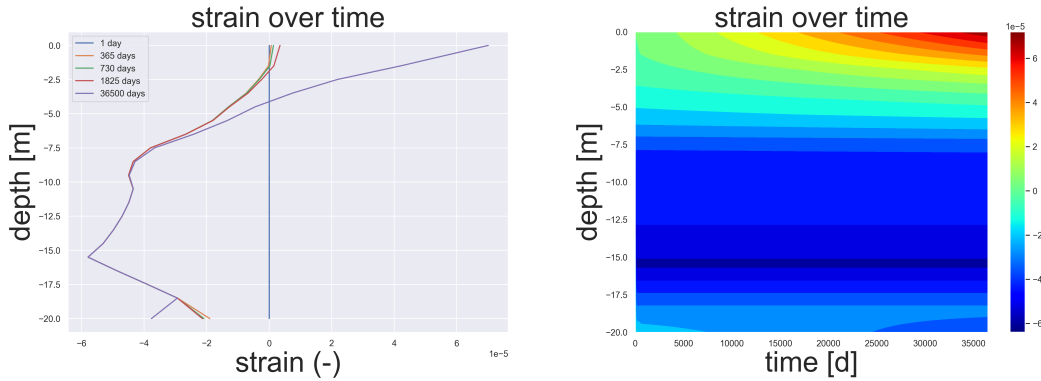 strain over time
1 day
365 days
730 days
1825 days
36500 days
depth [m]
0.0
−2.5
−5.0
−7.5
−10.0
−12.5
−15.0
−17.5
−20.0
−6 −4 −2 0 2 4 6
1e−5
strain (-)
strain over time
depth [m]
0.0
−2.5
−5.0
−7.5
−10.0
−12.5
−15.0
−17.5
−20.0
0 5000 10000 15000 20000 25000 30000 35000
time [d]
1e−5
6
4
2
0
−2
−4
−6